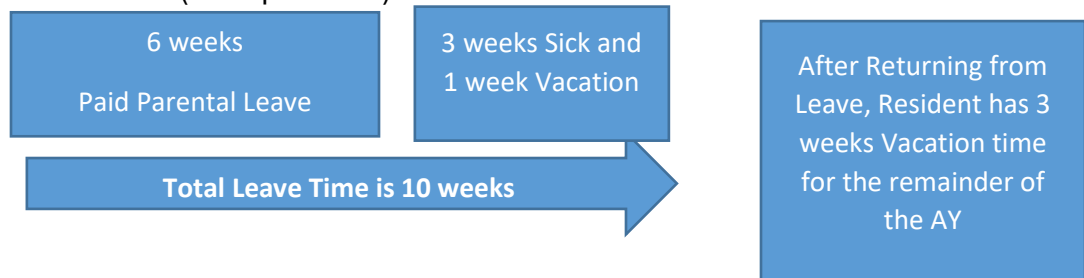 6 weeks
Paid Parental Leave
3 weeks Sick and
1 week Vacation
After Returning from
Leave, Resident has 3
weeks Vacation time
for the remainder of
the AY
Total Leave Time is 10 weeks